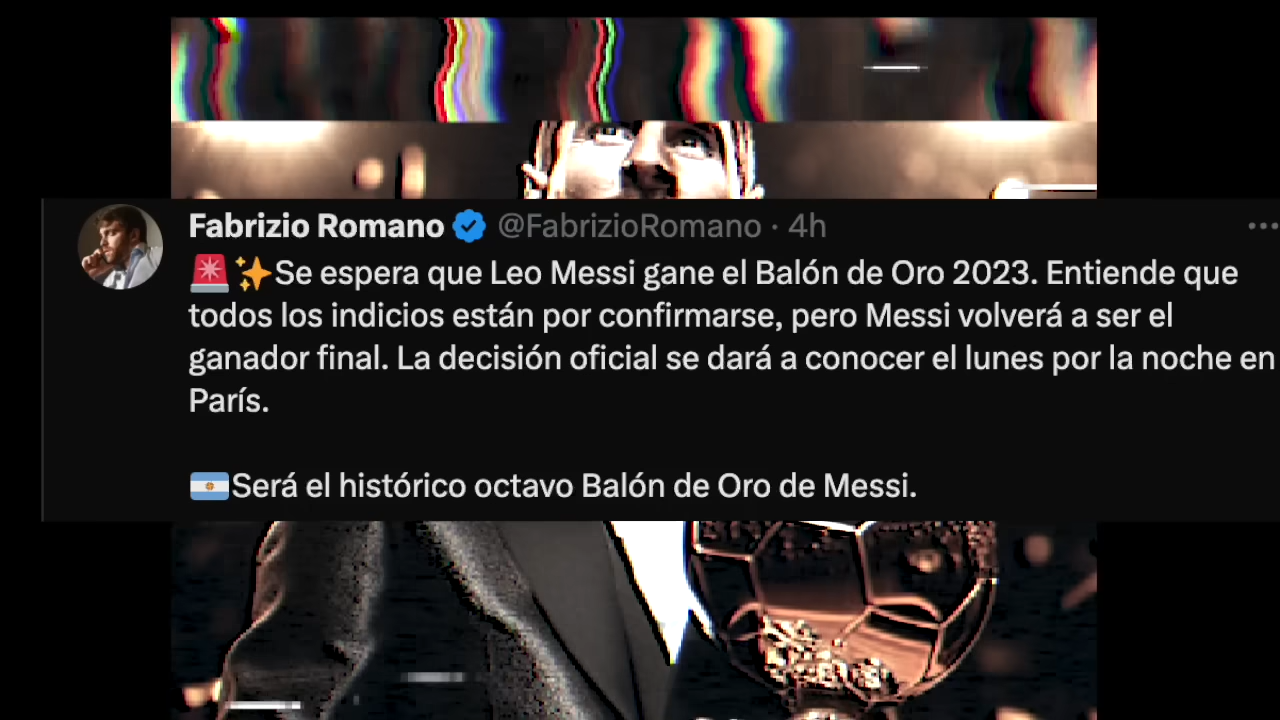 Fabrizio Romano @FabrizioRomano · 4h
🚨✨Se espera que Leo Messi gane el Balón de Oro 2023. Entiende que
todos los indicios están por confirmarse, pero Messi volverá a ser el
ganador final. La decisión oficial se dará a conocer el lunes por la noche en
París.
🇦🇷Será el histórico octavo Balón de Oro de Messi.